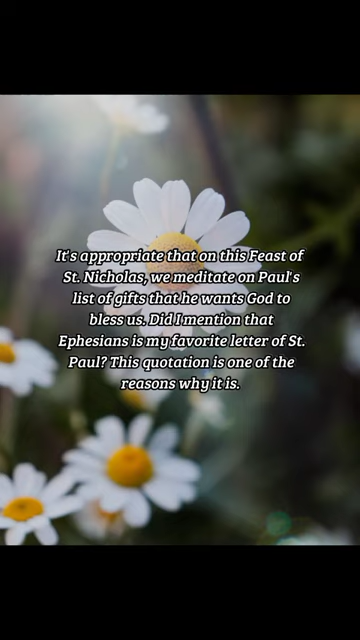 It's appropriate that on this Feast of
St. Nicholas, we meditate on Paul's
list of gifts that he wants God to
bless us. Did I mention that
Ephesians is my favorite letter of St.
Paul? This quotation is one of the
reasons why it is.